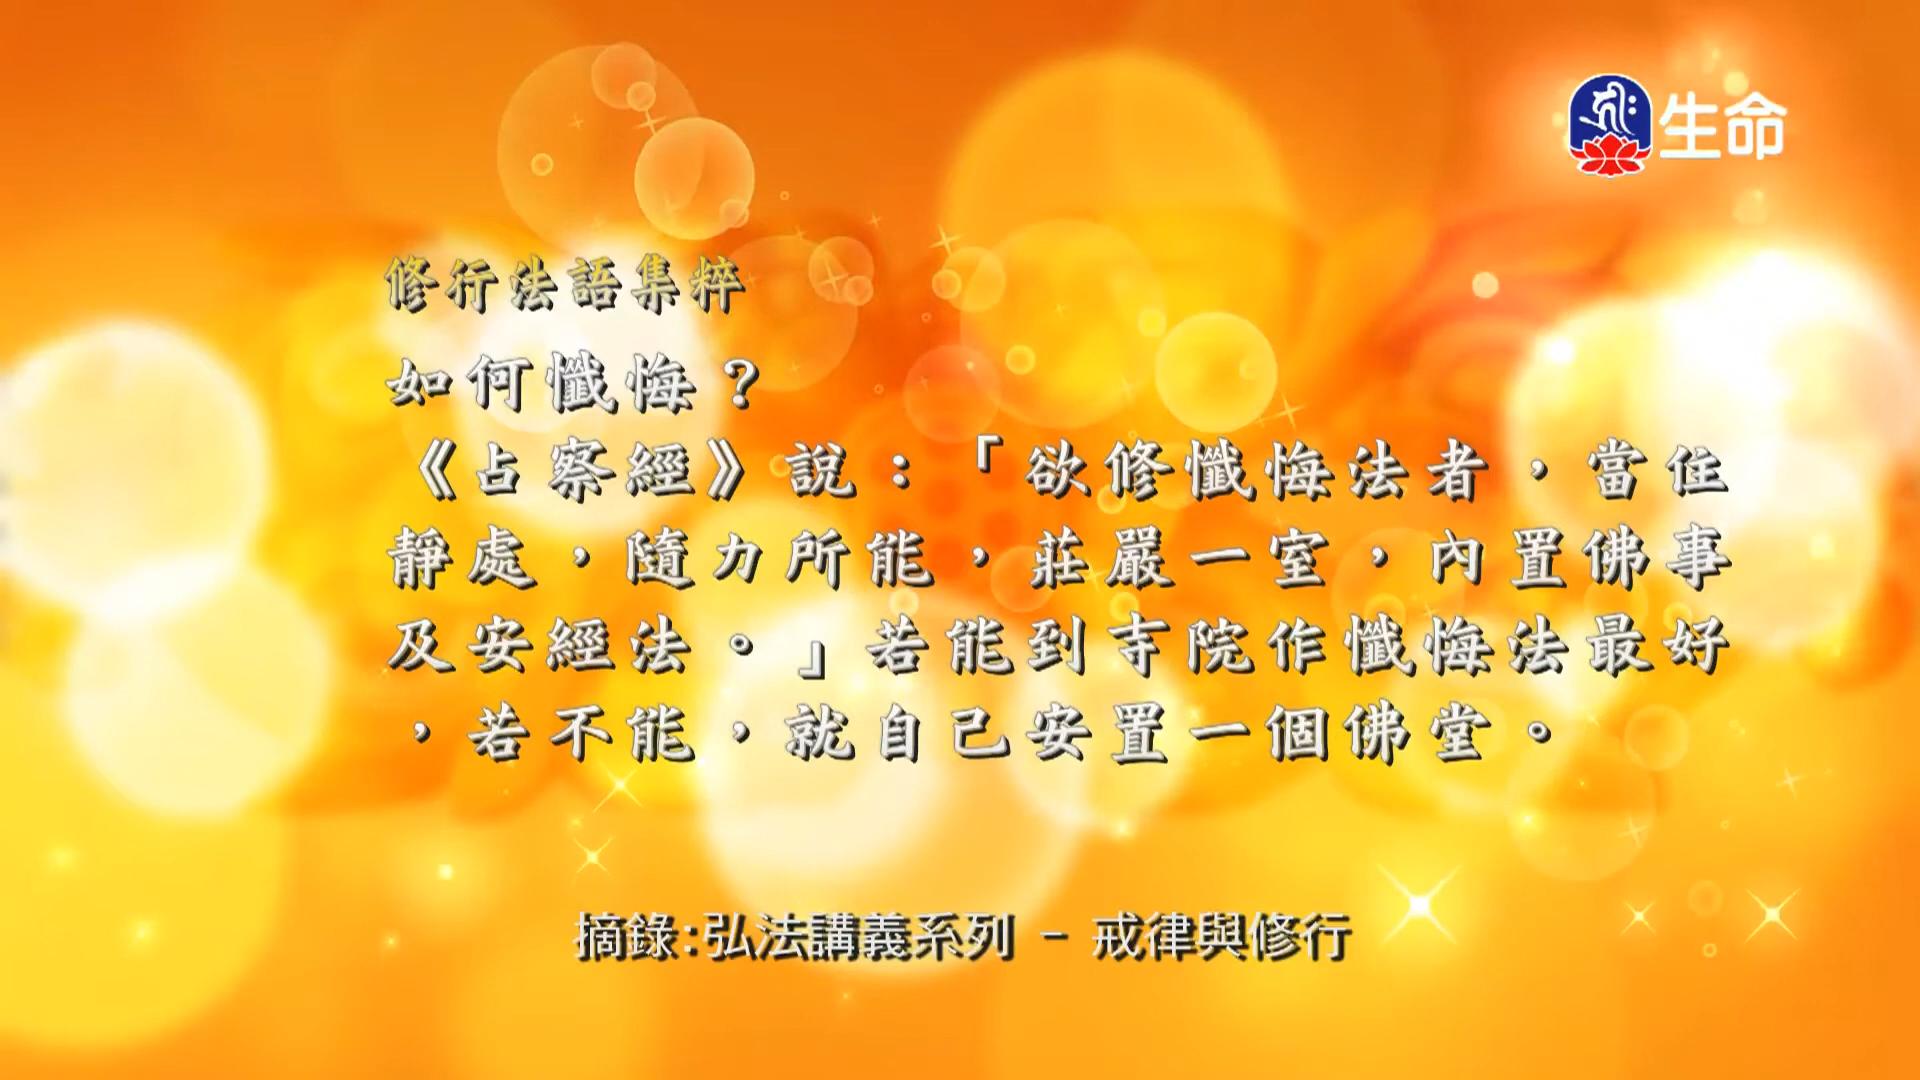 生命
修行法語集粹
如何懺悔？
《占察經》說：「欲修懺悔法者，當住
靜處，隨力所能，莊嚴一室，內置佛事
及安經法。」若能到寺院作懺悔法最好
，若不能，就自己安置一個佛堂。
摘錄:弘法講義系列 - 戒律與修行